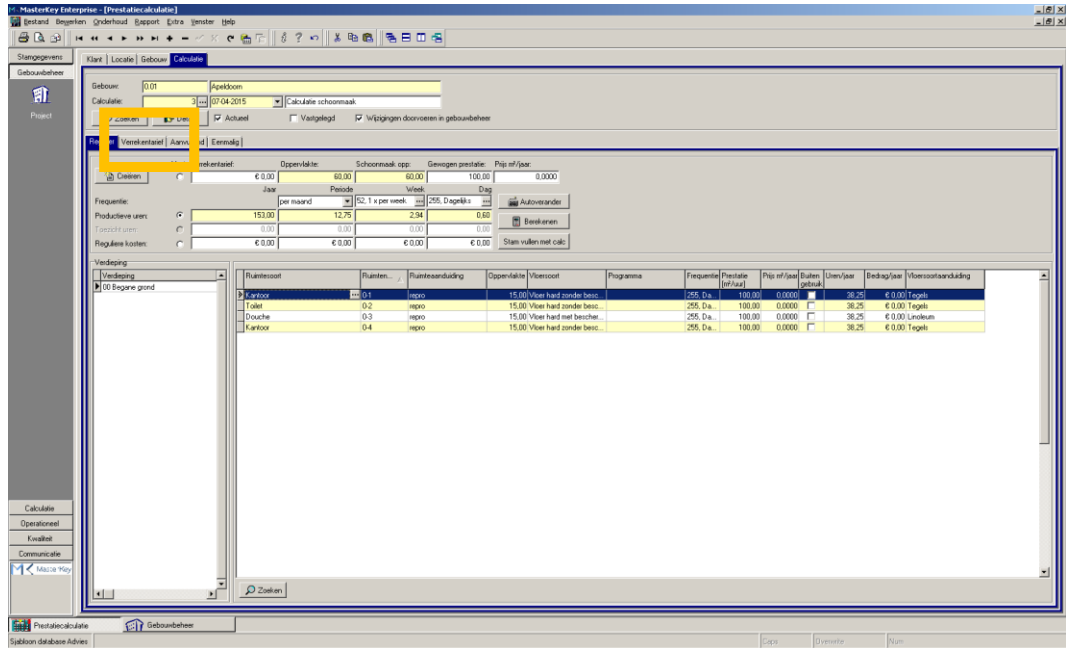 MasterKey Enterprise - [Prestatiecalculatie]
Bestand Bewerken Onderhoud Rapport Extra Venster Help
Stamgegevens
Gebouwbeheer
Project
Calculatie
Operationeel
Kwaliteit
Communicatie
Master Key
Klant Locatie Gebouw Calculatie
Gebouw: 0.01 Apeldoorn
Calculatie: 3 ... 07-04-2015 Calculatie schoonmaak
Zoeken Actueel Vastgelegd Wijzigingen doorvoeren in gebouwbeheer
Verrekentarief Eenmalig
Oppervlakte: Schoonmaak opp: Gewogen prestatie: Prijs m²/jaar:
Creëren € 0,00 60,00 60,00 100,00 0,0000
Jaar Periode Week Dag
Frequentie: per maand 52, 1 x per week ... 255, Dagelijks ... Autoverander
Productieve uren: 153,00 12,75 2,94 0,60 Berekenen
Toezicht uren: 0,00 0,00 0,00 0,00
Reguliere kosten: € 0,00 € 0,00 € 0,00 € 0,00 Stam vullen met calc
Verdieping
Verdieping
00 Begane grond
Ruimtesoort Ruimten... Ruimteaanduiding Oppervlakte Vloersoort Programma Frequentie Prestatie [m²/uur] Prijs m²/jaar Buiten gebruik Uren/jaar Bedrag/jaar Vloersoortaanduiding
Kantoor ... 0-1 repro 15,00 Vloer hard zonder besc... 255, Da... 100,00 0,0000 38,25 € 0,00 Tegels
Toilet 0-2 repro 15,00 Vloer hard zonder besc... 255, Da... 100,00 0,0000 38,25 € 0,00 Tegels
Douche 0-3 repro 15,00 Vloer hard met bescher... 255, Da... 100,00 0,0000 38,25 € 0,00 Linoleum
Kantoor 0-4 repro 15,00 Vloer hard zonder besc... 255, Da... 100,00 0,0000 38,25 € 0,00 Tegels
Zoeken
Prestatiecalculatie Gebouwbeheer
Sjabloon database Advies Caps Overwrite Num